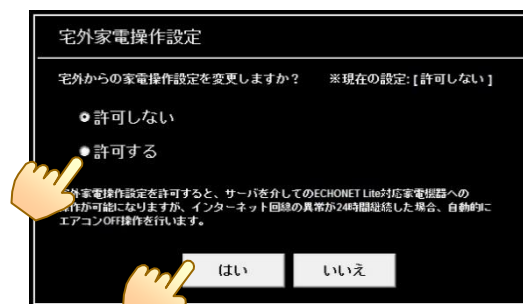 宅外家電操作設定
宅外からの家電操作設定を変更しますか？　※現在の設定:[許可しない]
許可しない
許可する
宅外家電操作設定を許可すると、サーバを介してのECHONET Lite対応家電機器への
操作が可能になりますが、インターネット回線の異常が24時間継続した場合、自動的に
エアコンOFF操作を行います。
はい　いいえ